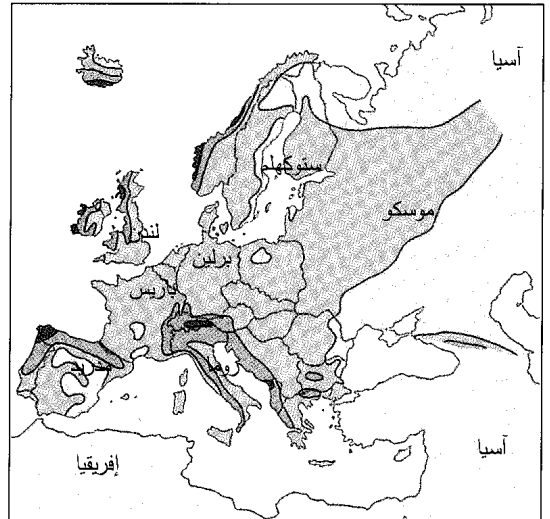 آسيا
ستوكهلم
موسكو
لندن
برلين
باريس
روما
مدريد
آسيا
إفريقيا